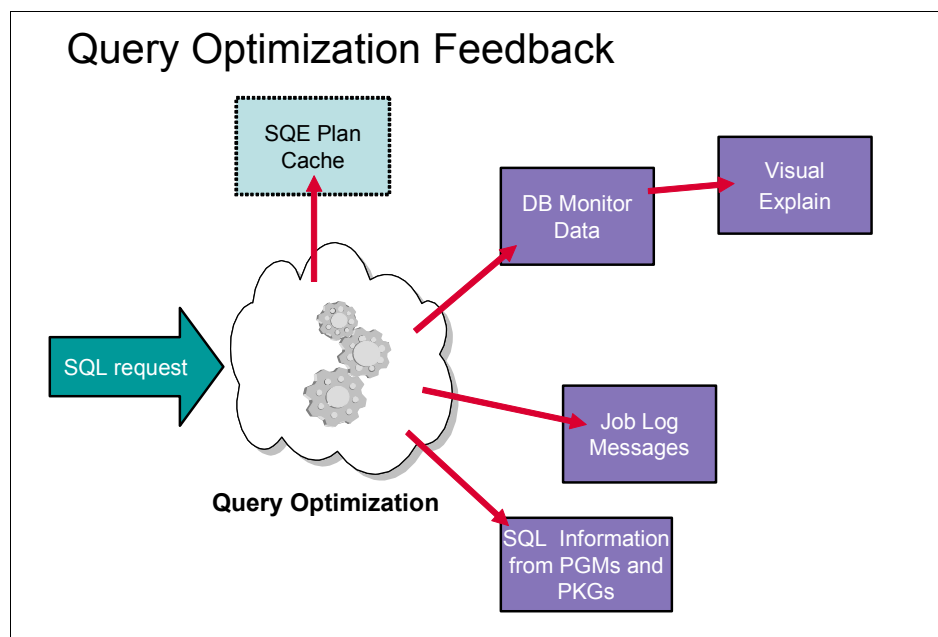 Query Optimization Feedback
SQE Plan
Cache
DB Monitor
Data
Visual
Explain
SQL request
Job Log
Messages
Query Optimization
SQL Information
from PGMs and
PKGs